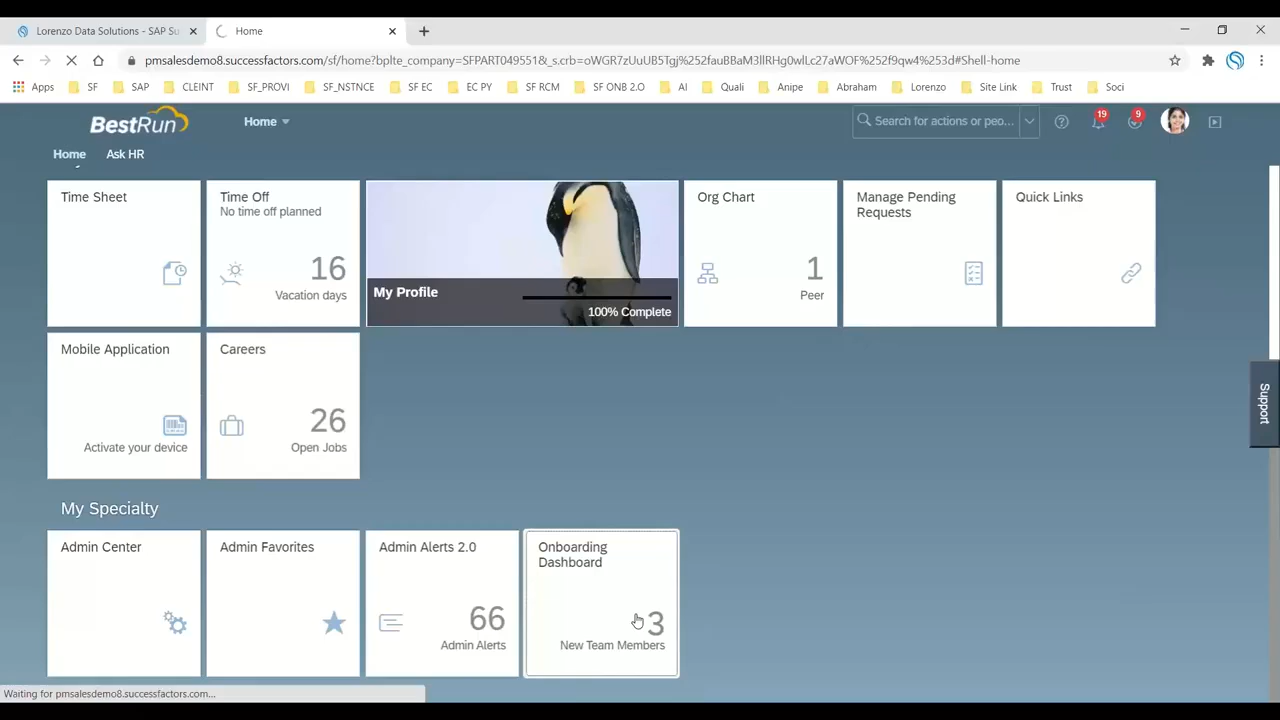 Lorenzo Data Solutions - SAP Su
Home
pmsalesdemo8.successfactors.com/sf/home?bplte_company=SFPART049551&_s.crb=oWGR7zUuUB5Tgj%252fauBBaM3llRHg0wlLc27aWOF%252f9qw4%253d#Shell-home
Apps SF SAP CLEINT SF_PROVI SF_NSTNCE SF EC EC PY SF RCM SF ONB 2.O AI Quali Anipe Abraham Lorenzo Site Link Trust Soci
BestRun
Home
Search for actions or peo...
19
9
Home Ask HR
Time Sheet
Time Off
No time off planned
16
Vacation days
My Profile
100% Complete
Org Chart
1
Peer
Manage Pending
Requests
Quick Links
Mobile Application
Activate your device
Careers
26
Open Jobs
Support
My Specialty
Admin Center
Admin Favorites
Admin Alerts 2.0
66
Admin Alerts
Onboarding
Dashboard
3
New Team Members
Waiting for pmsalesdemo8.successfactors.com...